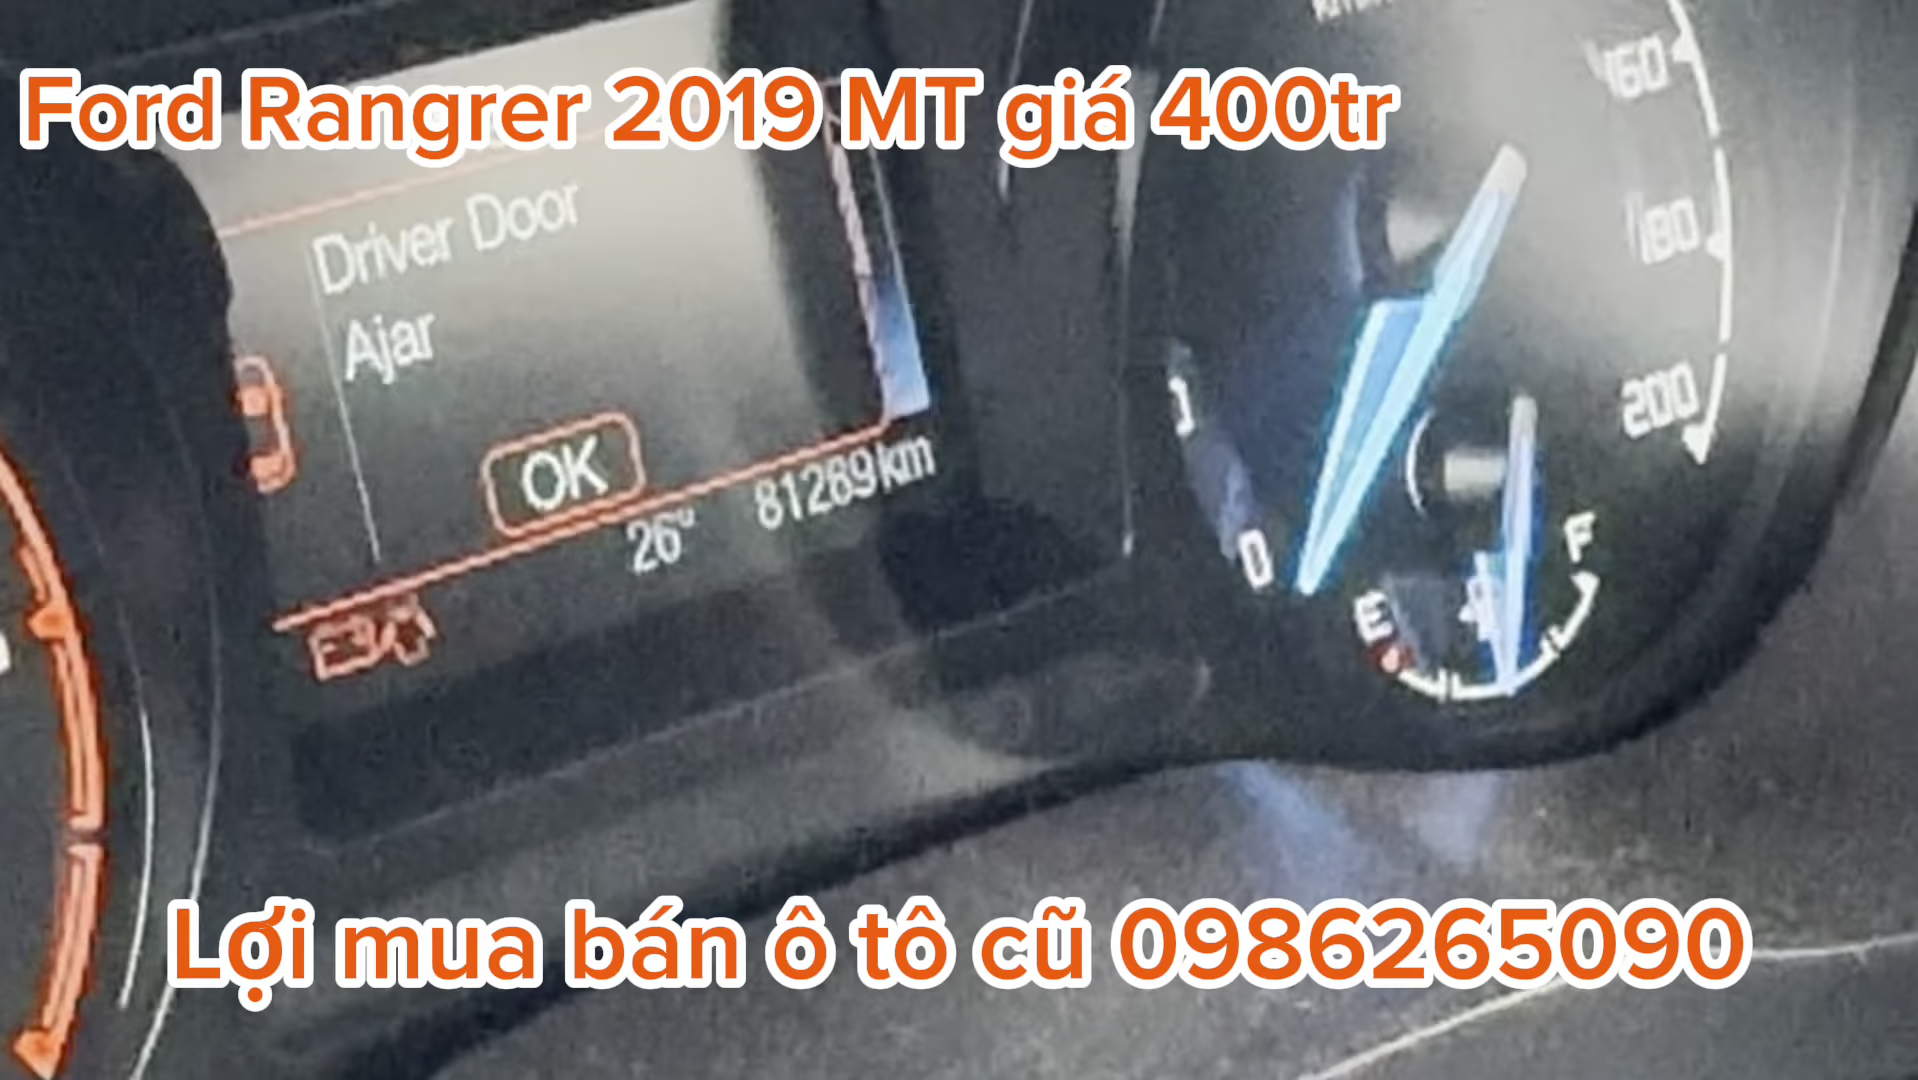 Ford Rangrer 2019 MT giá 400tr
160
180
200
Driver Door
Ajar
OK
26°
81269km
1
0
E
F
Lợi mua bán ô tô cũ 0986265090